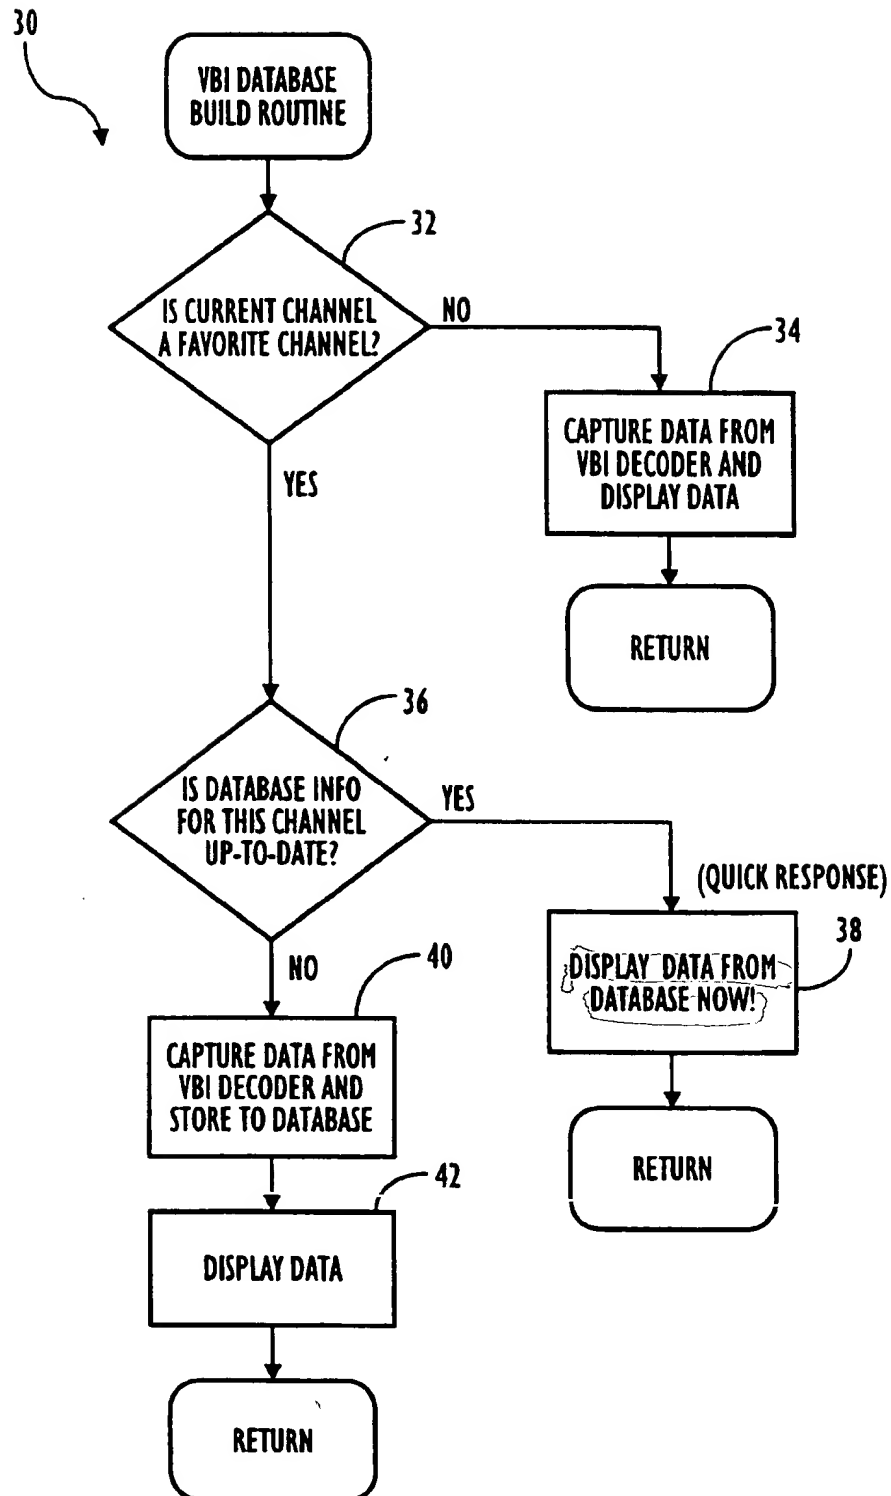 30
VBI DATABASE
BUILD ROUTINE
32
IS CURRENT CHANNEL
A FAVORITE CHANNEL?
NO
34
CAPTURE DATA FROM
VBI DECODER AND
DISPLAY DATA
YES
RETURN
36
IS DATABASE INFO
FOR THIS CHANNEL
UP-TO-DATE?
YES
(QUICK RESPONSE)
38
DISPLAY DATA FROM
DATABASE NOW!
NO
40
CAPTURE DATA FROM
VBI DECODER AND
STORE TO DATABASE
RETURN
42
DISPLAY DATA
RETURN